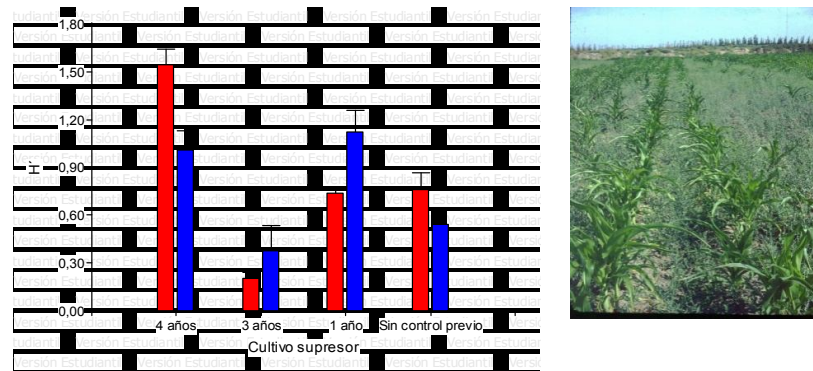 1,80
1,50
1,20
0,90
0,60
0,30
0,00
H'
4 años
3 años
1 año
Sin control previo
Cultivo supresor
Versión Estudiantil